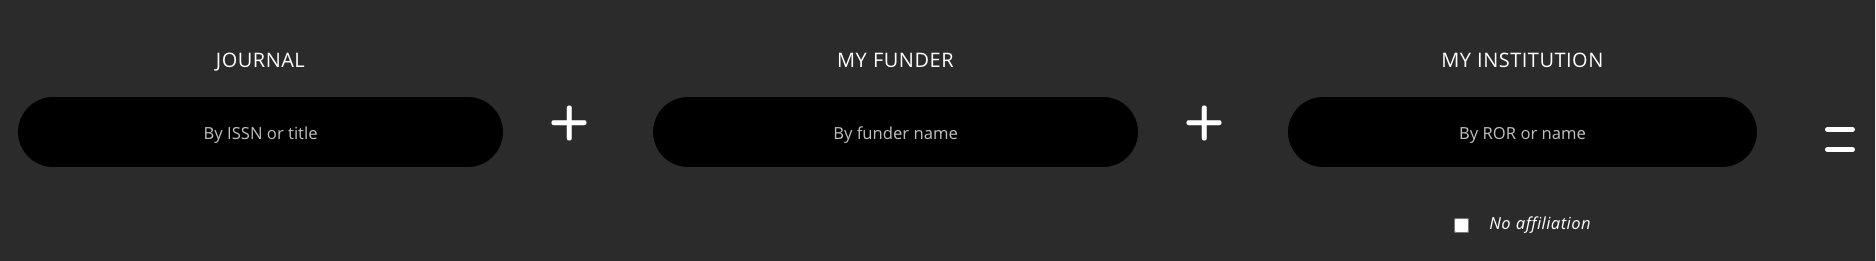 JOURNAL
By ISSN or title
+
MY FUNDER
By funder name
+
MY INSTITUTION
By ROR or name
No affiliation
=